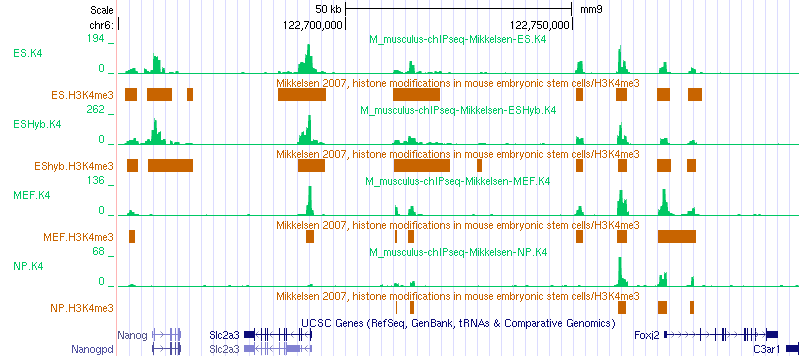 Scale 50 kb mm9
chr6: 122,700,000 122,750,000
194 M_musculus-chIPseq-Mikkelsen-ES.K4
ES.K4
0
Mikkelsen 2007, histone modifications in mouse embryonic stem cells/H3K4me3
ES.H3K4me3
262 M_musculus-chIPseq-Mikkelsen-ESHyb.K4
ESHyb.K4
0
Mikkelsen 2007, histone modifications in mouse embryonic stem cells/H3K4me3
EShyb.H3K4me3
136 M_musculus-chIPseq-Mikkelsen-MEF.K4
MEF.K4
0
Mikkelsen 2007, histone modifications in mouse embryonic stem cells/H3K4me3
MEF.H3K4me3
68 M_musculus-chIPseq-Mikkelsen-NP.K4
NP.K4
0
Mikkelsen 2007, histone modifications in mouse embryonic stem cells/H3K4me3
NP.H3K4me3
UCSC Genes (RefSeq, GenBank, tRNAs & Comparative Genomics)
Nanog Slc2a3 Foxj2
Nanogpd Slc2a3 C3ar1